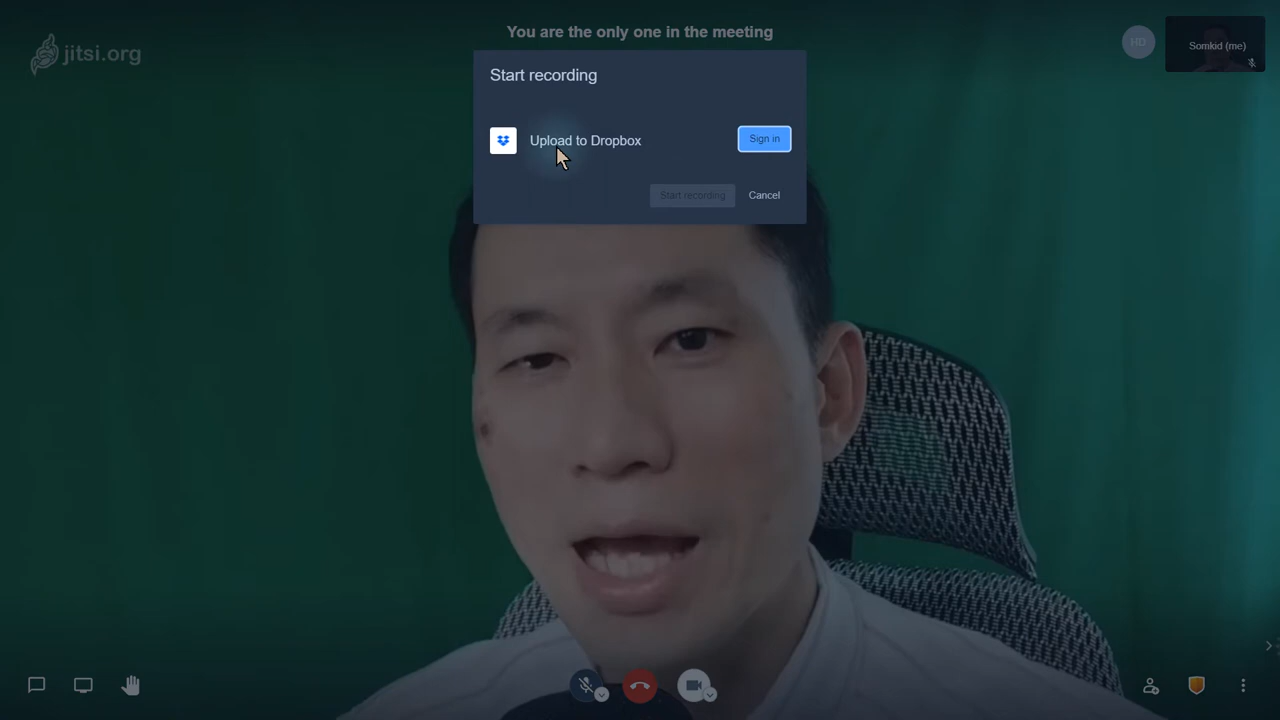 You are the only one in the meeting
jitsi.org
HD
Somkid (me)
Start recording
Upload to Dropbox
Sign in
Start recording
Cancel